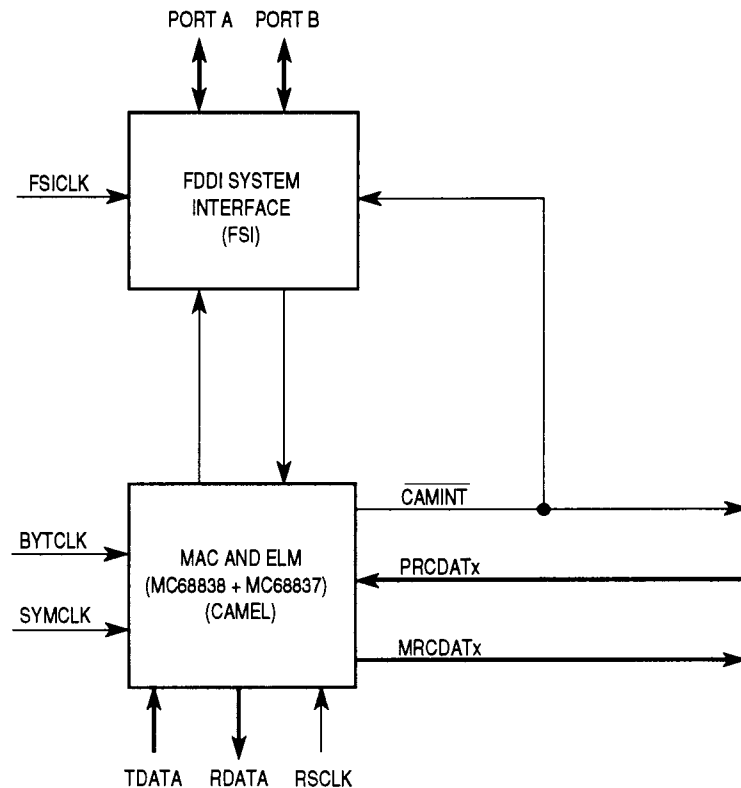 PORT A PORT B
FSICLK
FDDI SYSTEM
INTERFACE
(FSI)
CAMINT
BYTCLK
MAC AND ELM
(MC68838 + MC68837)
(CAMEL)
PRCDATx
SYMCLK
MRCDATx
TDATA RDATA RSCLK